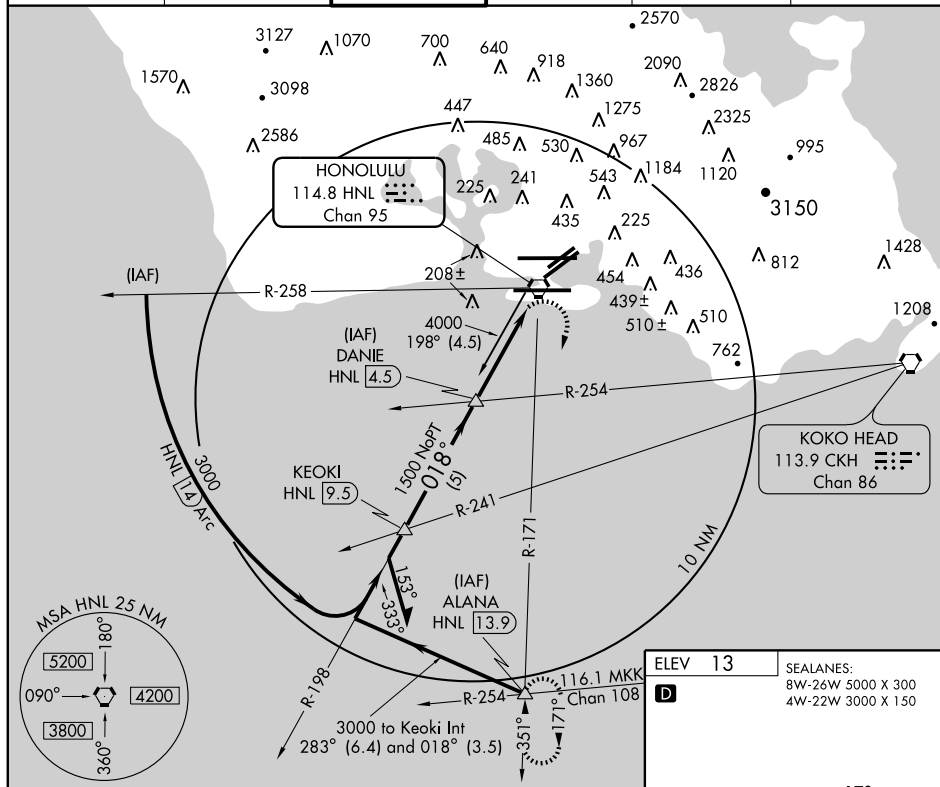 2570
3127
1070
700
640
918
2090
1570
3098
1360
2826
447
1275
2325
2586
485
530
967
995
HONOLULU
114.8 HNL
Chan 95
225
241
543
1184
1120
435
3150
225
(IAF)
R-258
208±
454
436
812
1428
439±
510±
510
1208
4000
198° (4.5)
(IAF)
DANIE
HNL 4.5
762
R-254
1500 NoPT
018°
(5)
KOKO HEAD
113.9 CKH
Chan 86
HNL 14 Arc
3000
KEOKI
HNL 9.5
R-241
R-171
10 NM
153°
333°
(IAF)
ALANA
HNL 13.9
MSA HNL 25 NM
180°
5200
090°
4200
3800
360°
R-198
R-254
116.1 MKK
Chan 108
351°
171°
3000 to Keoki Int
283° (6.4) and 018° (3.5)
ELEV 13
D
SEALANES:
8W-26W 5000 X 300
4W-22W 3000 X 150